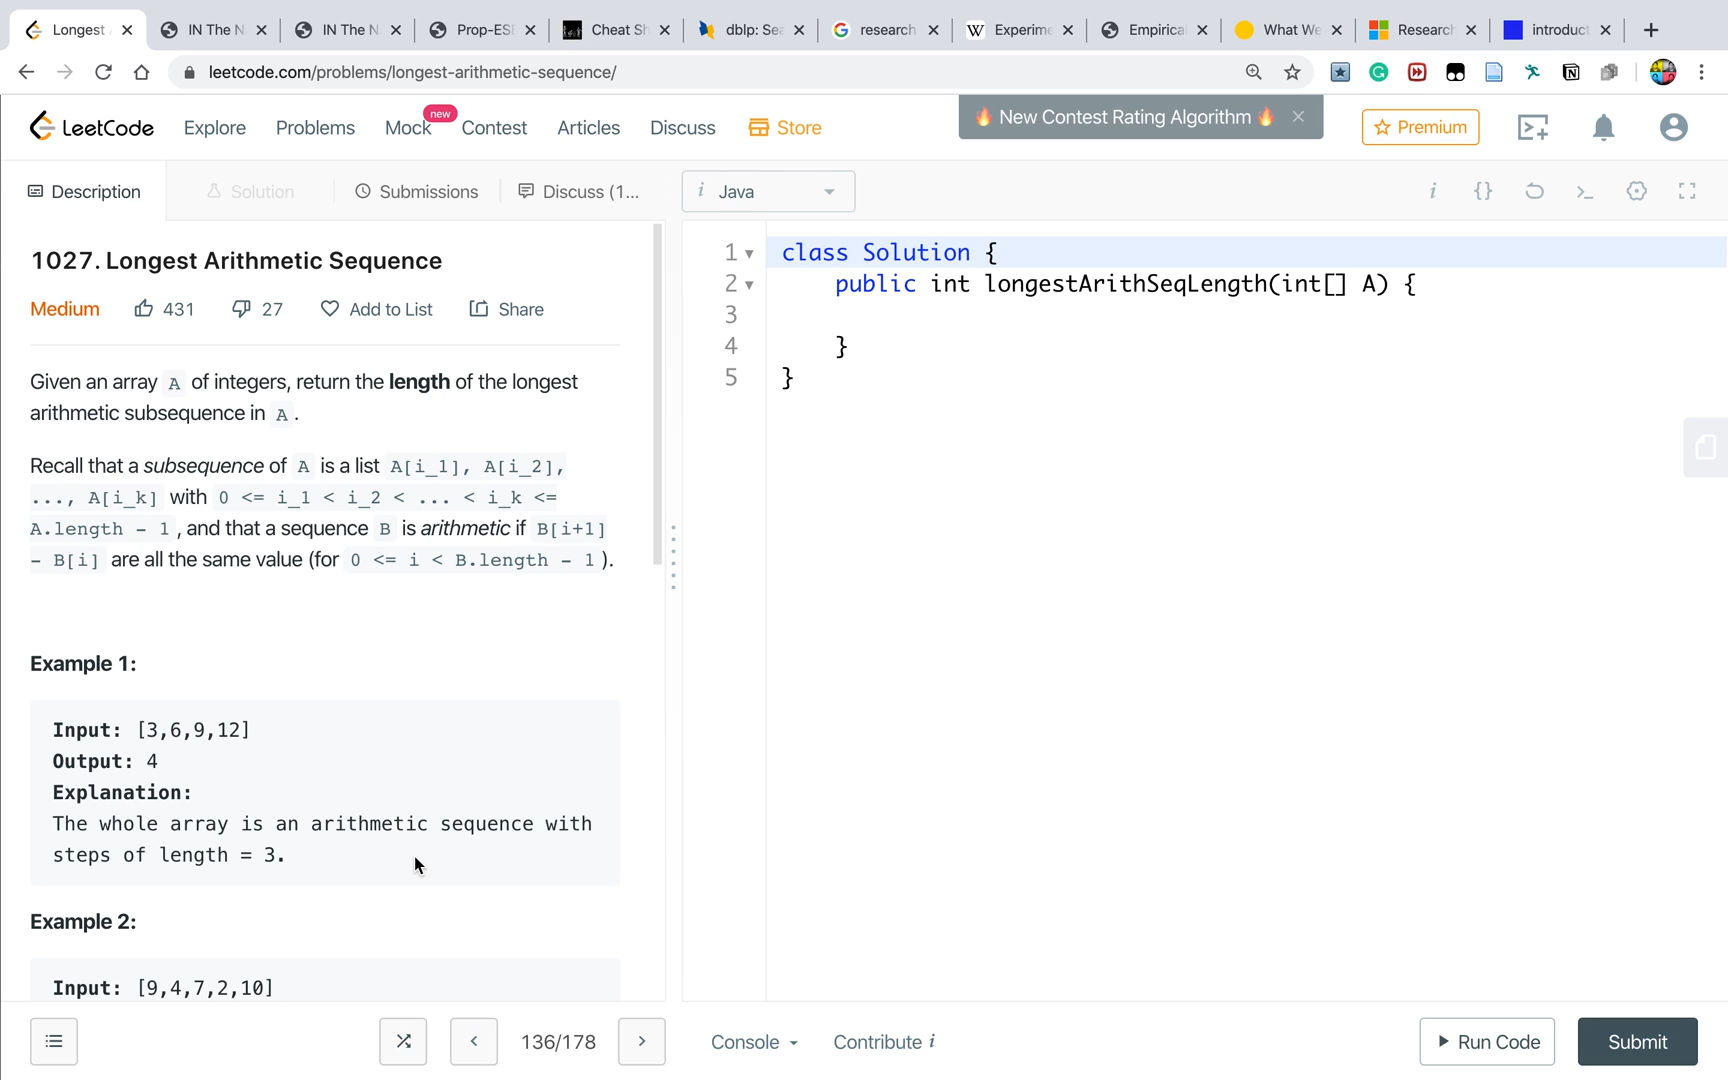 Longest
IN The N
IN The N
Prop-ESI
Cheat Sh
dblp: Sea
research
Experime
Empirical
What We
Research
introduct
leetcode.com/problems/longest-arithmetic-sequence/
LeetCode Explore Problems Mock new Contest Articles Discuss Store
🔥 New Contest Rating Algorithm 🔥
Premium
Description Solution Submissions Discuss (1...
i Java
1027. Longest Arithmetic Sequence
Medium 431 27 Add to List Share
Given an array A of integers, return the length of the longest
arithmetic subsequence in A .
Recall that a subsequence of A is a list A[i_1], A[i_2],
..., A[i_k] with 0 <= i_1 < i_2 < ... < i_k <=
A.length - 1 , and that a sequence B is arithmetic if B[i+1]
- B[i] are all the same value (for 0 <= i < B.length - 1 ).
Example 1:
Input: [3,6,9,12]
Output: 4
Explanation:
The whole array is an arithmetic sequence with
steps of length = 3.
Example 2:
Input: [9,4,7,2,10]
1 class Solution {
2 public int longestArithSeqLength(int[] A) {
3
4 }
5 }
136/178
Console
Contribute i
Run Code
Submit